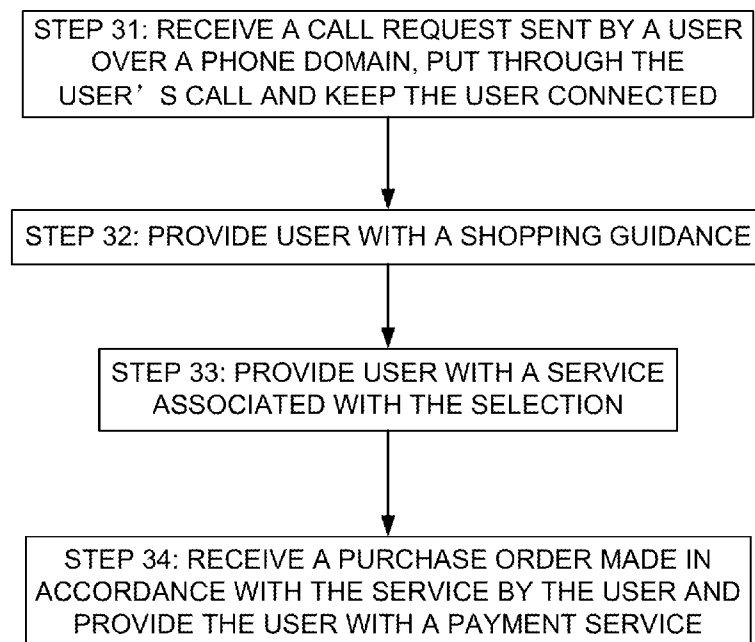 STEP 31: RECEIVE A CALL REQUEST SENT BY A USER
OVER A PHONE DOMAIN, PUT THROUGH THE
USER'S CALL AND KEEP THE USER CONNECTED
STEP 32: PROVIDE USER WITH A SHOPPING GUIDANCE
STEP 33: PROVIDE USER WITH A SERVICE
ASSOCIATED WITH THE SELECTION
STEP 34: RECEIVE A PURCHASE ORDER MADE IN
ACCORDANCE WITH THE SERVICE BY THE USER AND
PROVIDE THE USER WITH A PAYMENT SERVICE